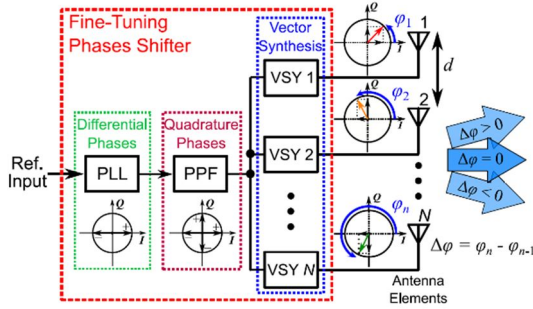 Fine-Tuning
Phases Shifter
Vector
Synthesis
Differential
Phases
Quadrature
Phases
Ref.
Input
PLL
PPF
VSY 1
VSY 2
VSY N
Q
I
+
-
Q
I
+
-
+
-
Q
I
φ1
1
d
Q
I
φ2
2
Q
I
φn
N
Δφ > 0
Δφ = 0
Δφ < 0
Δφ = φn - φn-1
Antenna
Elements